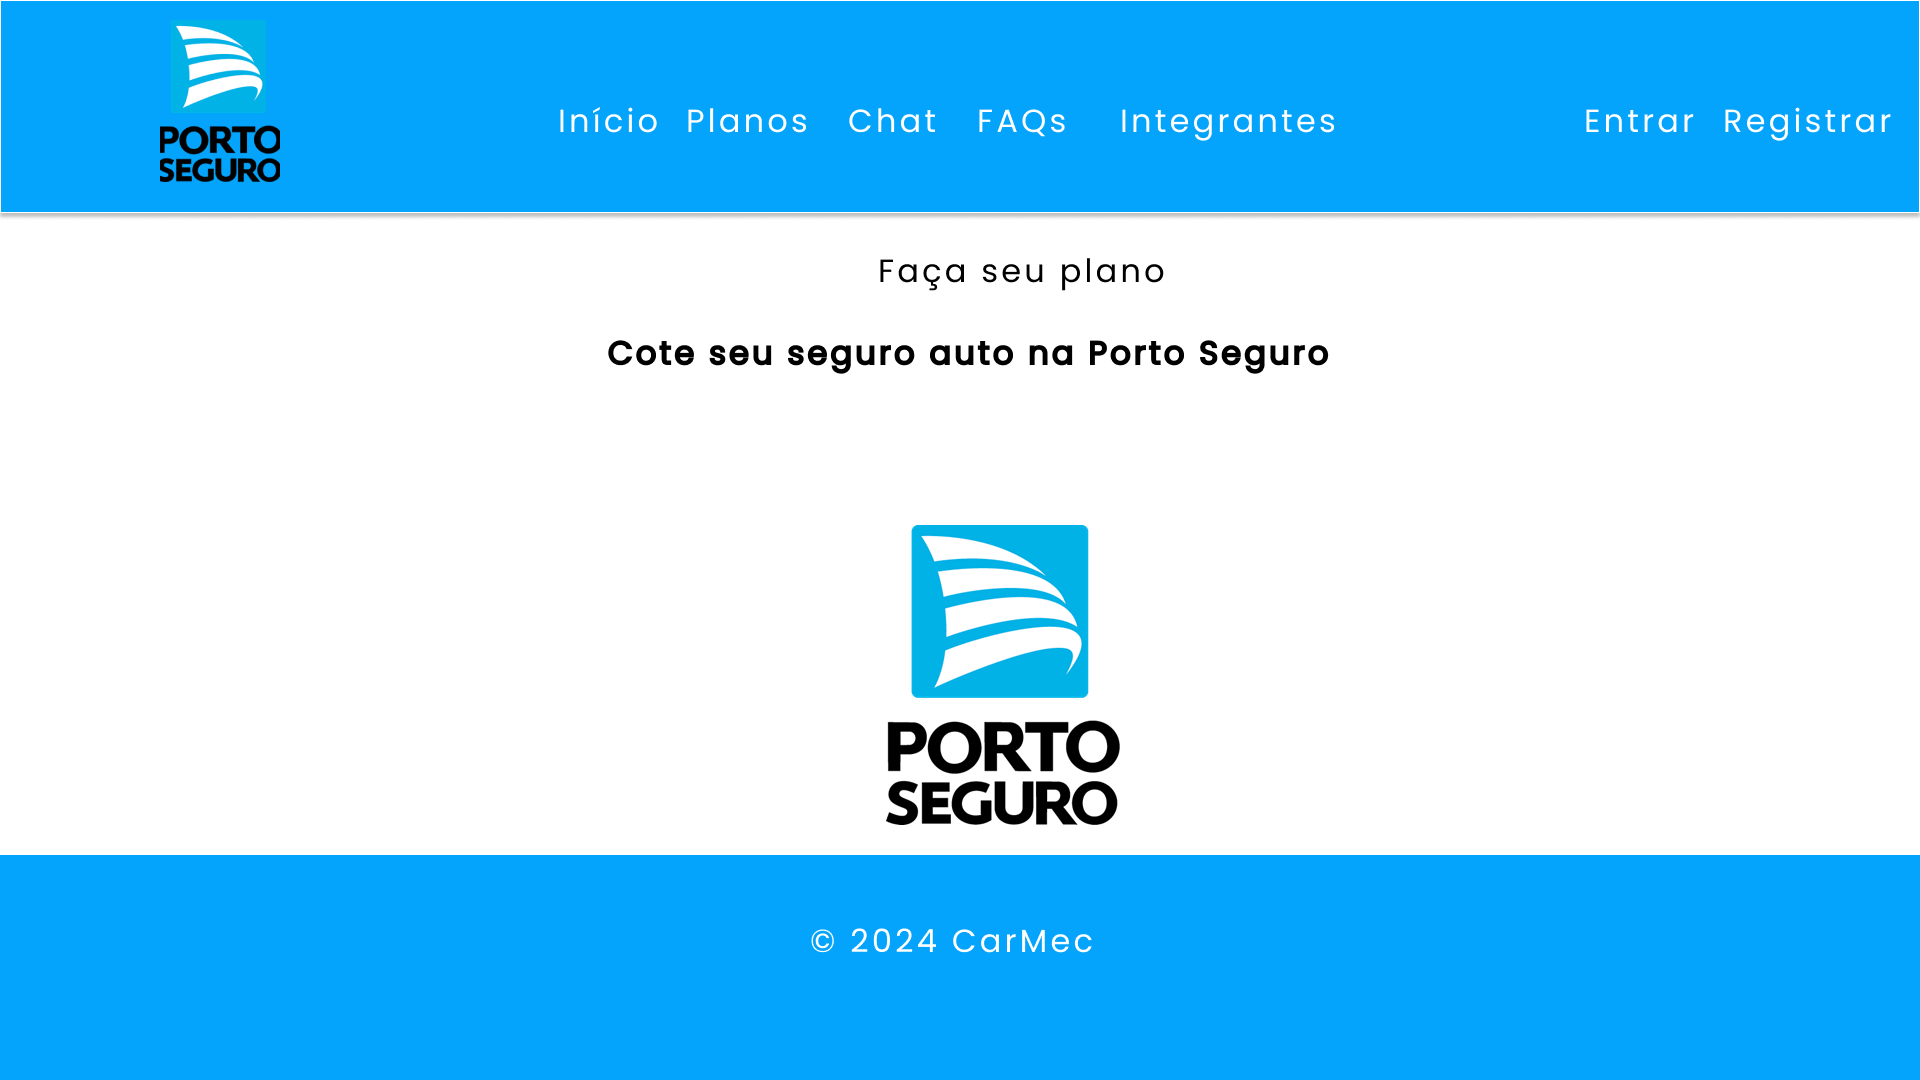 PORTO
SEGURO
Início Planos Chat FAQs Integrantes Entrar Registrar
Faça seu plano
Cote seu seguro auto na Porto Seguro
PORTO
SEGURO
© 2024 CarMec